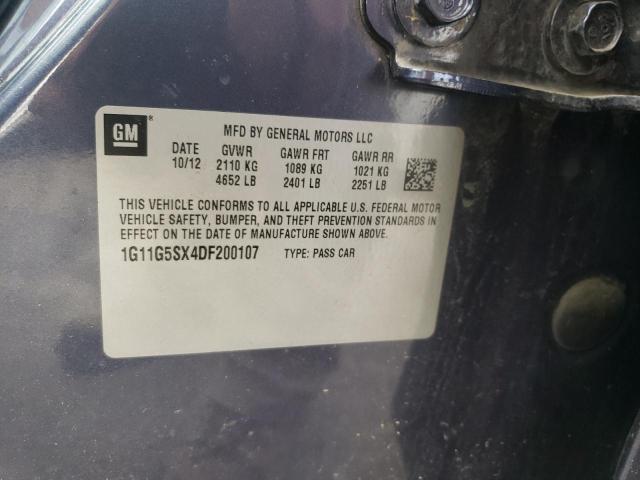 GM
MFD BY GENERAL MOTORS LLC
DATE GVWR GAWR FRT GAWR RR
10/12 2110 KG 1089 KG 1021 KG
4652 LB 2401 LB 2251 LB
THIS VEHICLE CONFORMS TO ALL APPLICABLE U.S. FEDERAL MOTOR
VEHICLE SAFETY, BUMPER, AND THEFT PREVENTION STANDARDS IN
EFFECT ON THE DATE OF MANUFACTURE SHOWN ABOVE.
1G11G5SX4DF200107 TYPE: PASS CAR